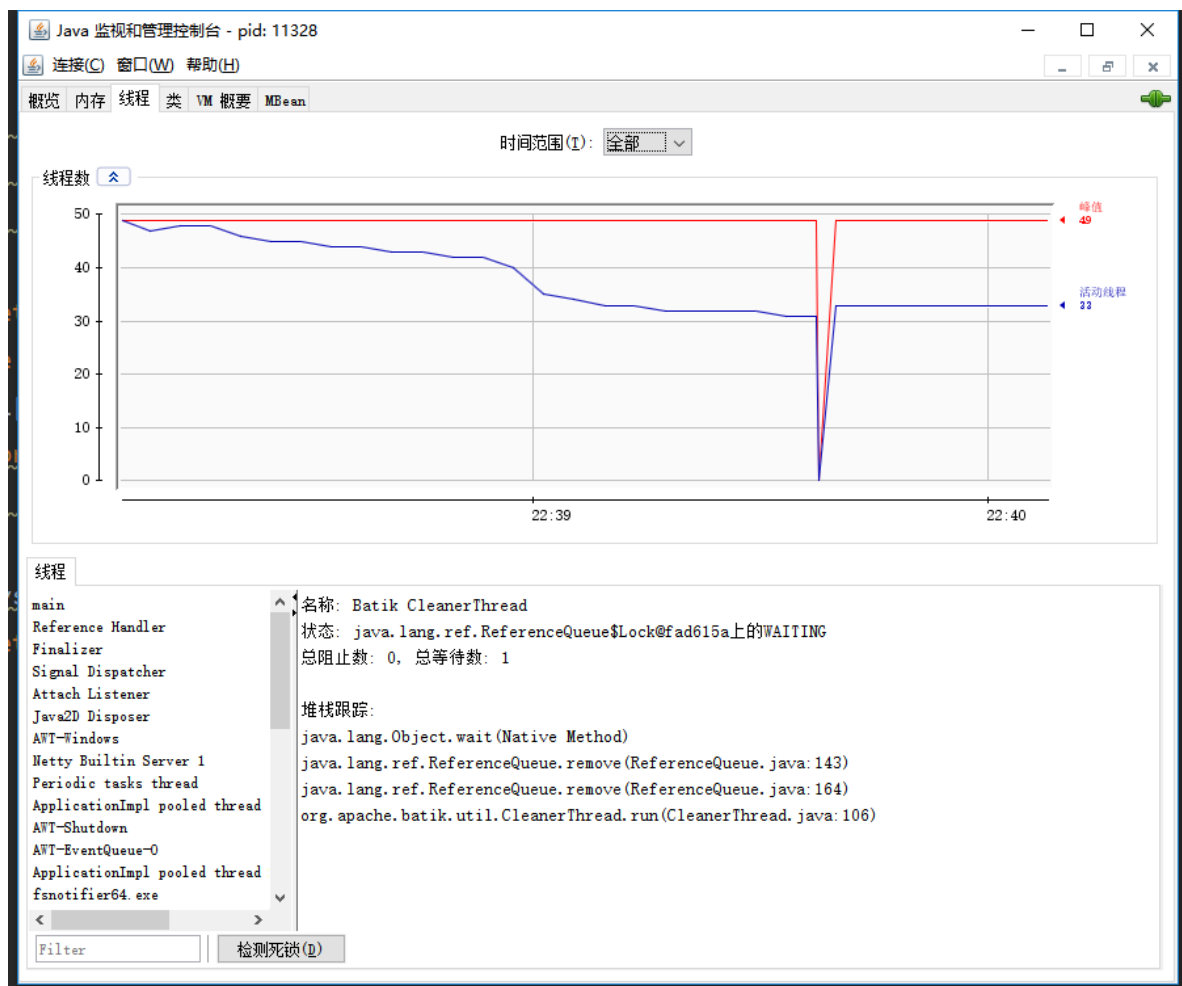 Java 监视和管理控制台 - pid: 11328
连接(C) 窗口(W) 帮助(H)
概览 内存 线程 类 VM 概要 MBean
时间范围(T): 全部
线程数
50
40
30
20
10
0
峰值
49
活动线程
33
22:39 22:40
线程
main
Reference Handler
Finalizer
Signal Dispatcher
Attach Listener
Java2D Disposer
AWT-Windows
Netty Builtin Server 1
Periodic tasks thread
ApplicationImpl pooled thread
AWT-Shutdown
AWT-EventQueue-0
ApplicationImpl pooled thread
fsnotifier64.exe
名称: Batik CleanerThread
状态: java.lang.ref.ReferenceQueue$Lock@fad615a上的WAITING
总阻止数: 0, 总等待数: 1
堆栈跟踪:
java.lang.Object.wait(Native Method)
java.lang.ref.ReferenceQueue.remove(ReferenceQueue.java:143)
java.lang.ref.ReferenceQueue.remove(ReferenceQueue.java:164)
org.apache.batik.util.CleanerThread.run(CleanerThread.java:106)
Filter 检测死锁(D)